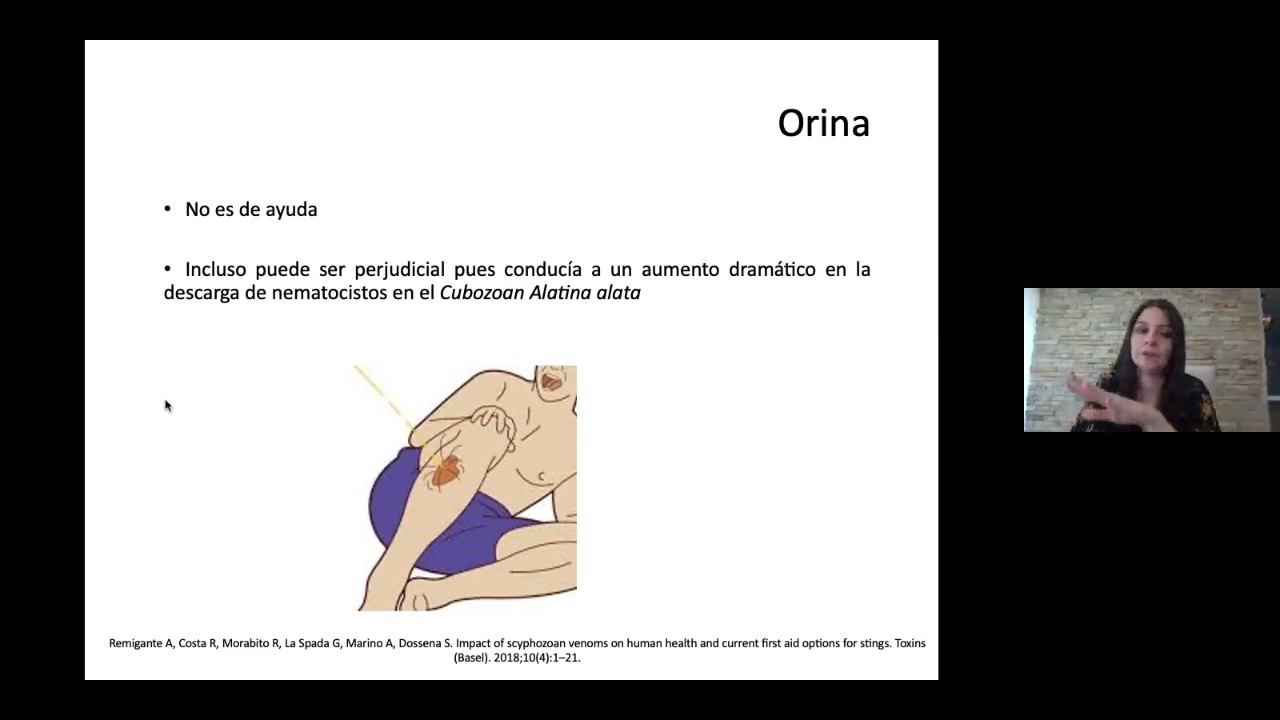 Orina
• No es de ayuda
• Incluso puede ser perjudicial pues conducía a un aumento dramático en la
descarga de nematocistos en el Cubozoan Alatina alata
Remigante A, Costa R, Morabito R, La Spada G, Marino A, Dossena S. Impact of scyphozoan venoms on human health and current first aid options for stings. Toxins
(Basel). 2018;10(4):1–21.